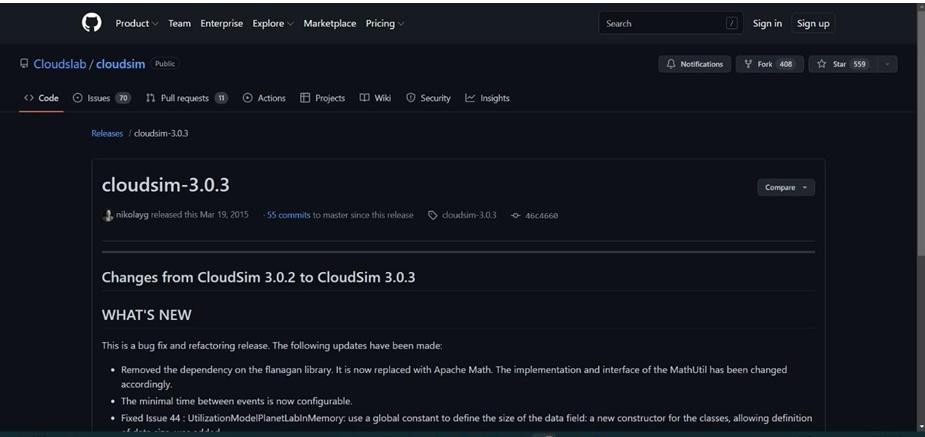 Product Team Enterprise Explore Marketplace Pricing Search / Sign in Sign up
Cloudslab / cloudsim Public Notifications Fork 408 Star 559
<> Code Issues 70 Pull requests 11 Actions Projects Wiki Security Insights
Releases / cloudsim-3.0.3
cloudsim-3.0.3
Compare
nikolayg released this Mar 19, 2015 · 55 commits to master since this release cloudsim-3.0.3 46c4660
Changes from CloudSim 3.0.2 to CloudSim 3.0.3
WHAT'S NEW
This is a bug fix and refactoring release. The following updates have been made:
• Removed the dependency on the flanagan library. It is now replaced with Apache Math. The implementation and interface of the MathUtil has been changed
accordingly.
• The minimal time between events is now configurable.
• Fixed Issue 44 : UtilizationModelPlanetLabInMemory: use a global constant to define the size of the data field: a new constructor for the classes, allowing definition
of data size, was added